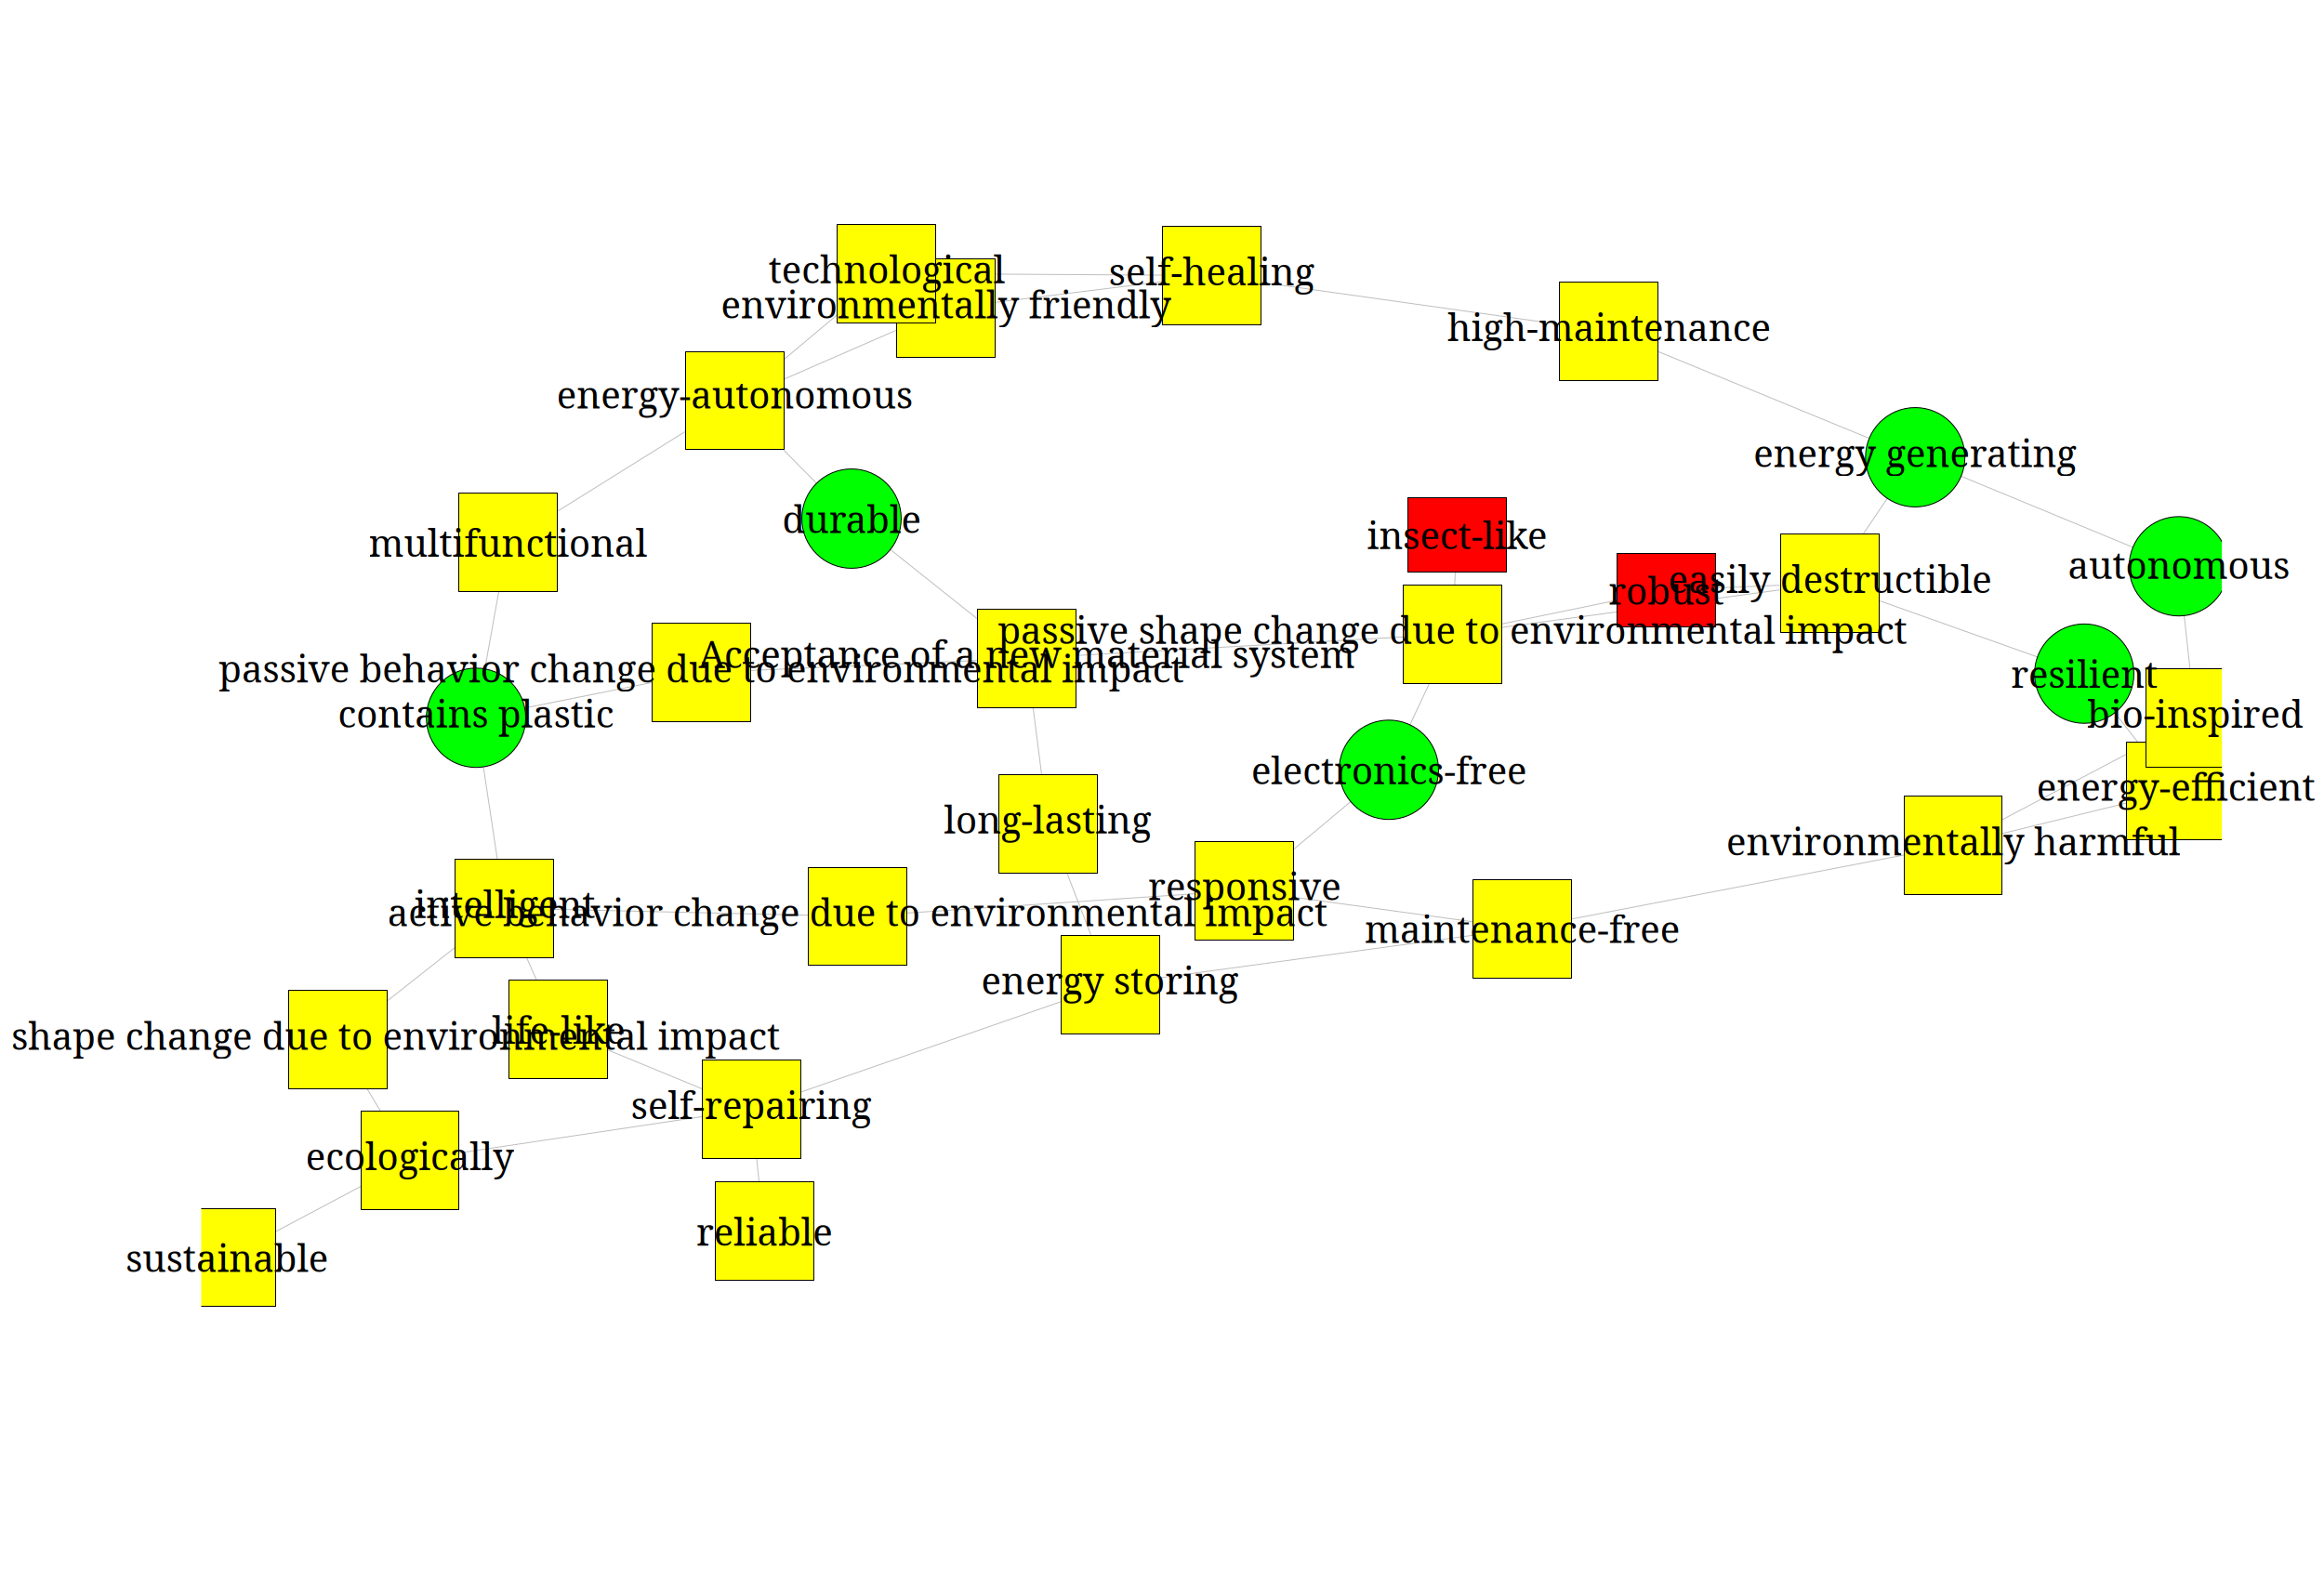 technological
self-healing
environmentally friendly
high-maintenance
energy-autonomous
energy generating
durable
insect-like
multifunctional
autonomous
easily destructible
robust
passive shape change due to environmental impact
Acceptance of a new material system
passive behavior change due to environmental impact
resilient
contains plastic
bio-inspired
electronics-free
energy-efficient
long-lasting
environmentally harmful
responsive
intelligent
active behavior change due to environmental impact
maintenance-free
energy storing
life-like
shape change due to environmental impact
self-repairing
ecologically
reliable
sustainable